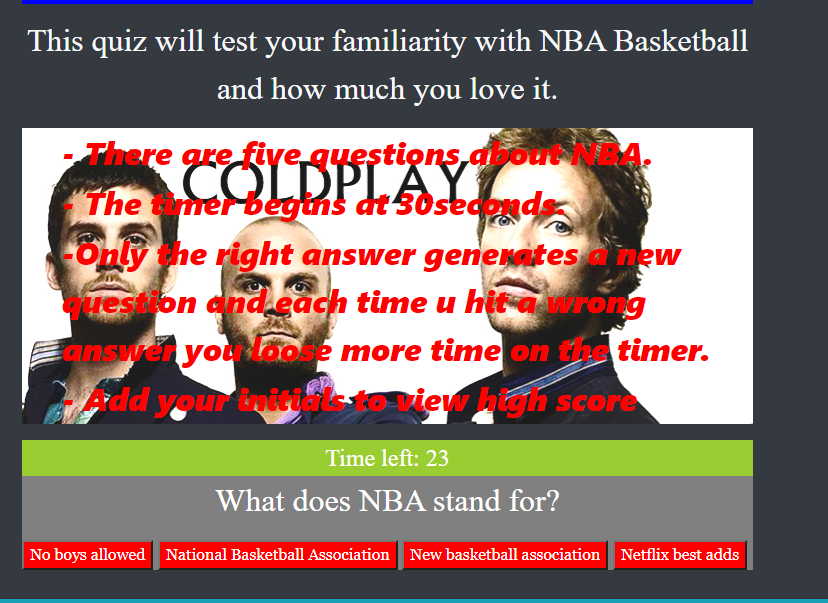 This quiz will test your familiarity with NBA Basketball
and how much you love it.
COLDPLAY
- There are five questions about NBA.
- The timer begins at 30seconds.
-Only the right answer generates a new
question and each time u hit a wrong
answer you loose more time on the timer.
- Add your initials to view high score
Time left: 23
What does NBA stand for?
No boys allowed
National Basketball Association
New basketball association
Netflix best adds